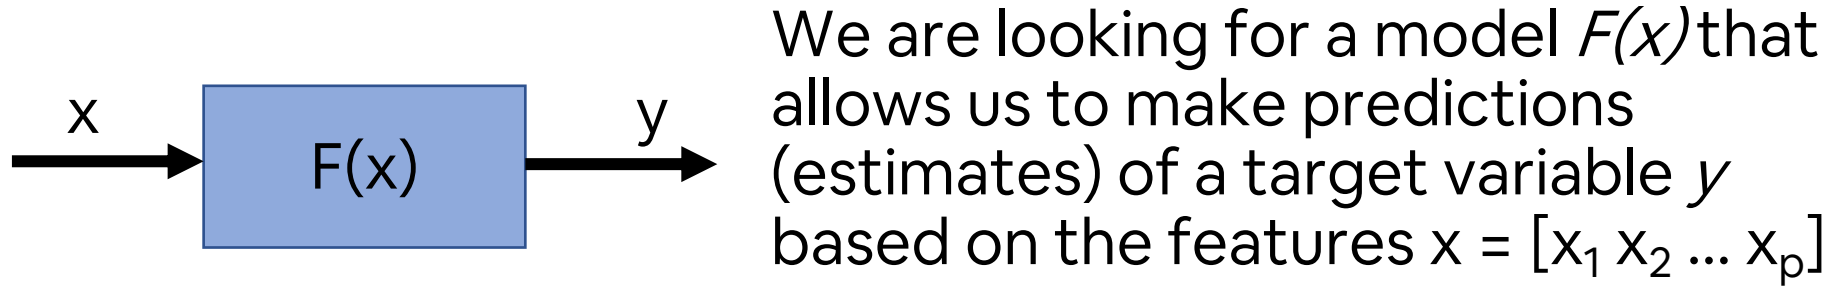 x
F(x)
y
We are looking for a model F(x) that
allows us to make predictions
(estimates) of a target variable y
based on the features x = [x₁ x₂ ... xₚ]